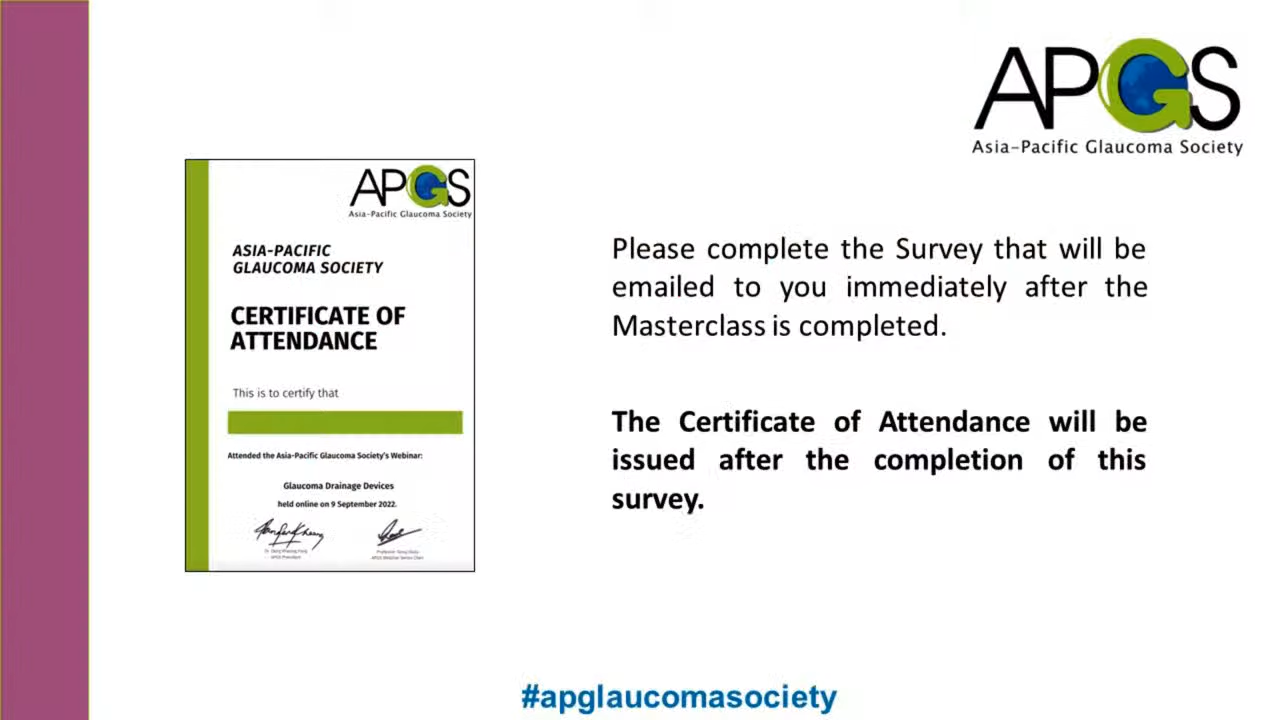 APGS
Asia-Pacific Glaucoma Society
APGS
Asia-Pacific Glaucoma Society
ASIA-PACIFIC
GLAUCOMA SOCIETY
CERTIFICATE OF
ATTENDANCE
This is to certify that
Attended the Asia-Pacific Glaucoma Society's Webinar:
Glaucoma Drainage Devices
held online on 9 September 2022.
APGS President
Please complete the Survey that will be
emailed to you immediately after the
Masterclass is completed.
The Certificate of Attendance will be
issued after the completion of this
survey.
#apglaucomasociety